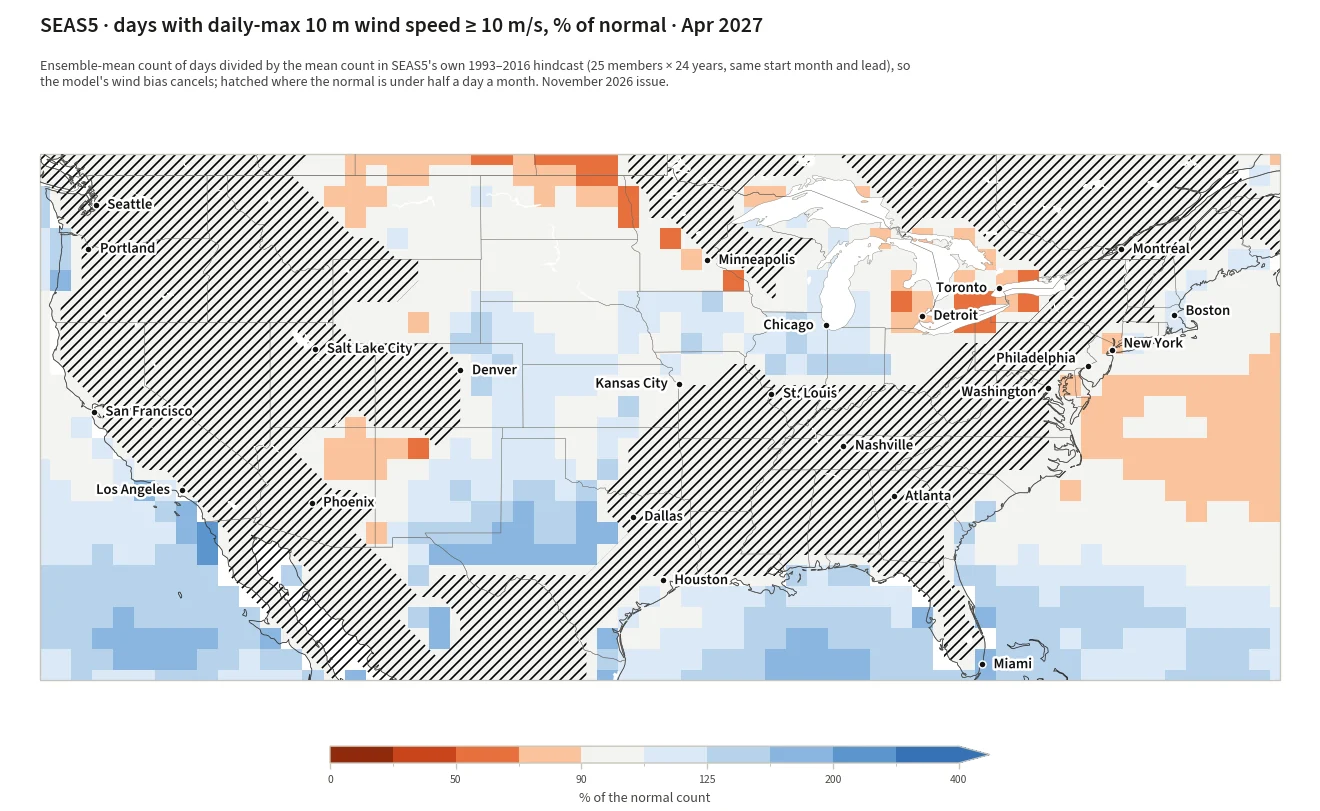 SEAS5 · days with daily-max 10 m wind speed ≥ 10 m/s, % of normal · Apr 2027
Ensemble-mean count of days divided by the mean count in SEAS5's own 1993–2016 hindcast (25 members × 24 years, same start month and lead), so
the model's wind bias cancels; hatched where the normal is under half a day a month. November 2026 issue.
Seattle
Portland
Montréal
Minneapolis
Toronto
Boston
Detroit
Chicago
New York
Salt Lake City
Philadelphia
Denver
Kansas City
St. Louis
Washington
San Francisco
Nashville
Los Angeles
Phoenix
Atlanta
Dallas
Houston
Miami
0 50 90 125 200 400
% of the normal count